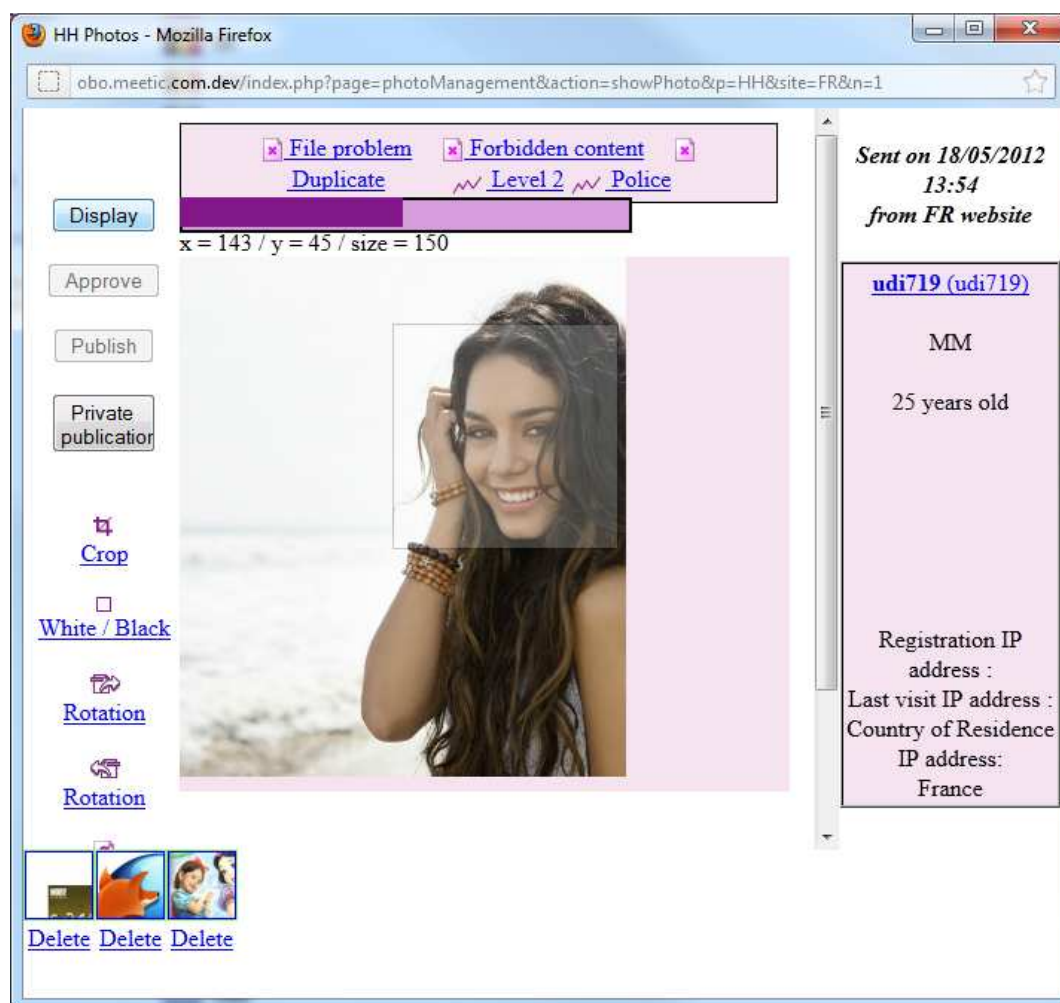 HH Photos - Mozilla Firefox
obo.meetic.com.dev/index.php?page=photoManagement&action=showPhoto&p=HH&site=FR&n=1
File problem Forbidden content
Duplicate Level 2 Police
x = 143 / y = 45 / size = 150
Display
Approve
Publish
Private
publication
Crop
White / Black
Rotation
Rotation
Delete Delete Delete
Sent on 18/05/2012
13:54
from FR website
udi719 (udi719)
MM
25 years old
Registration IP
address :
Last visit IP address :
Country of Residence
IP address:
France